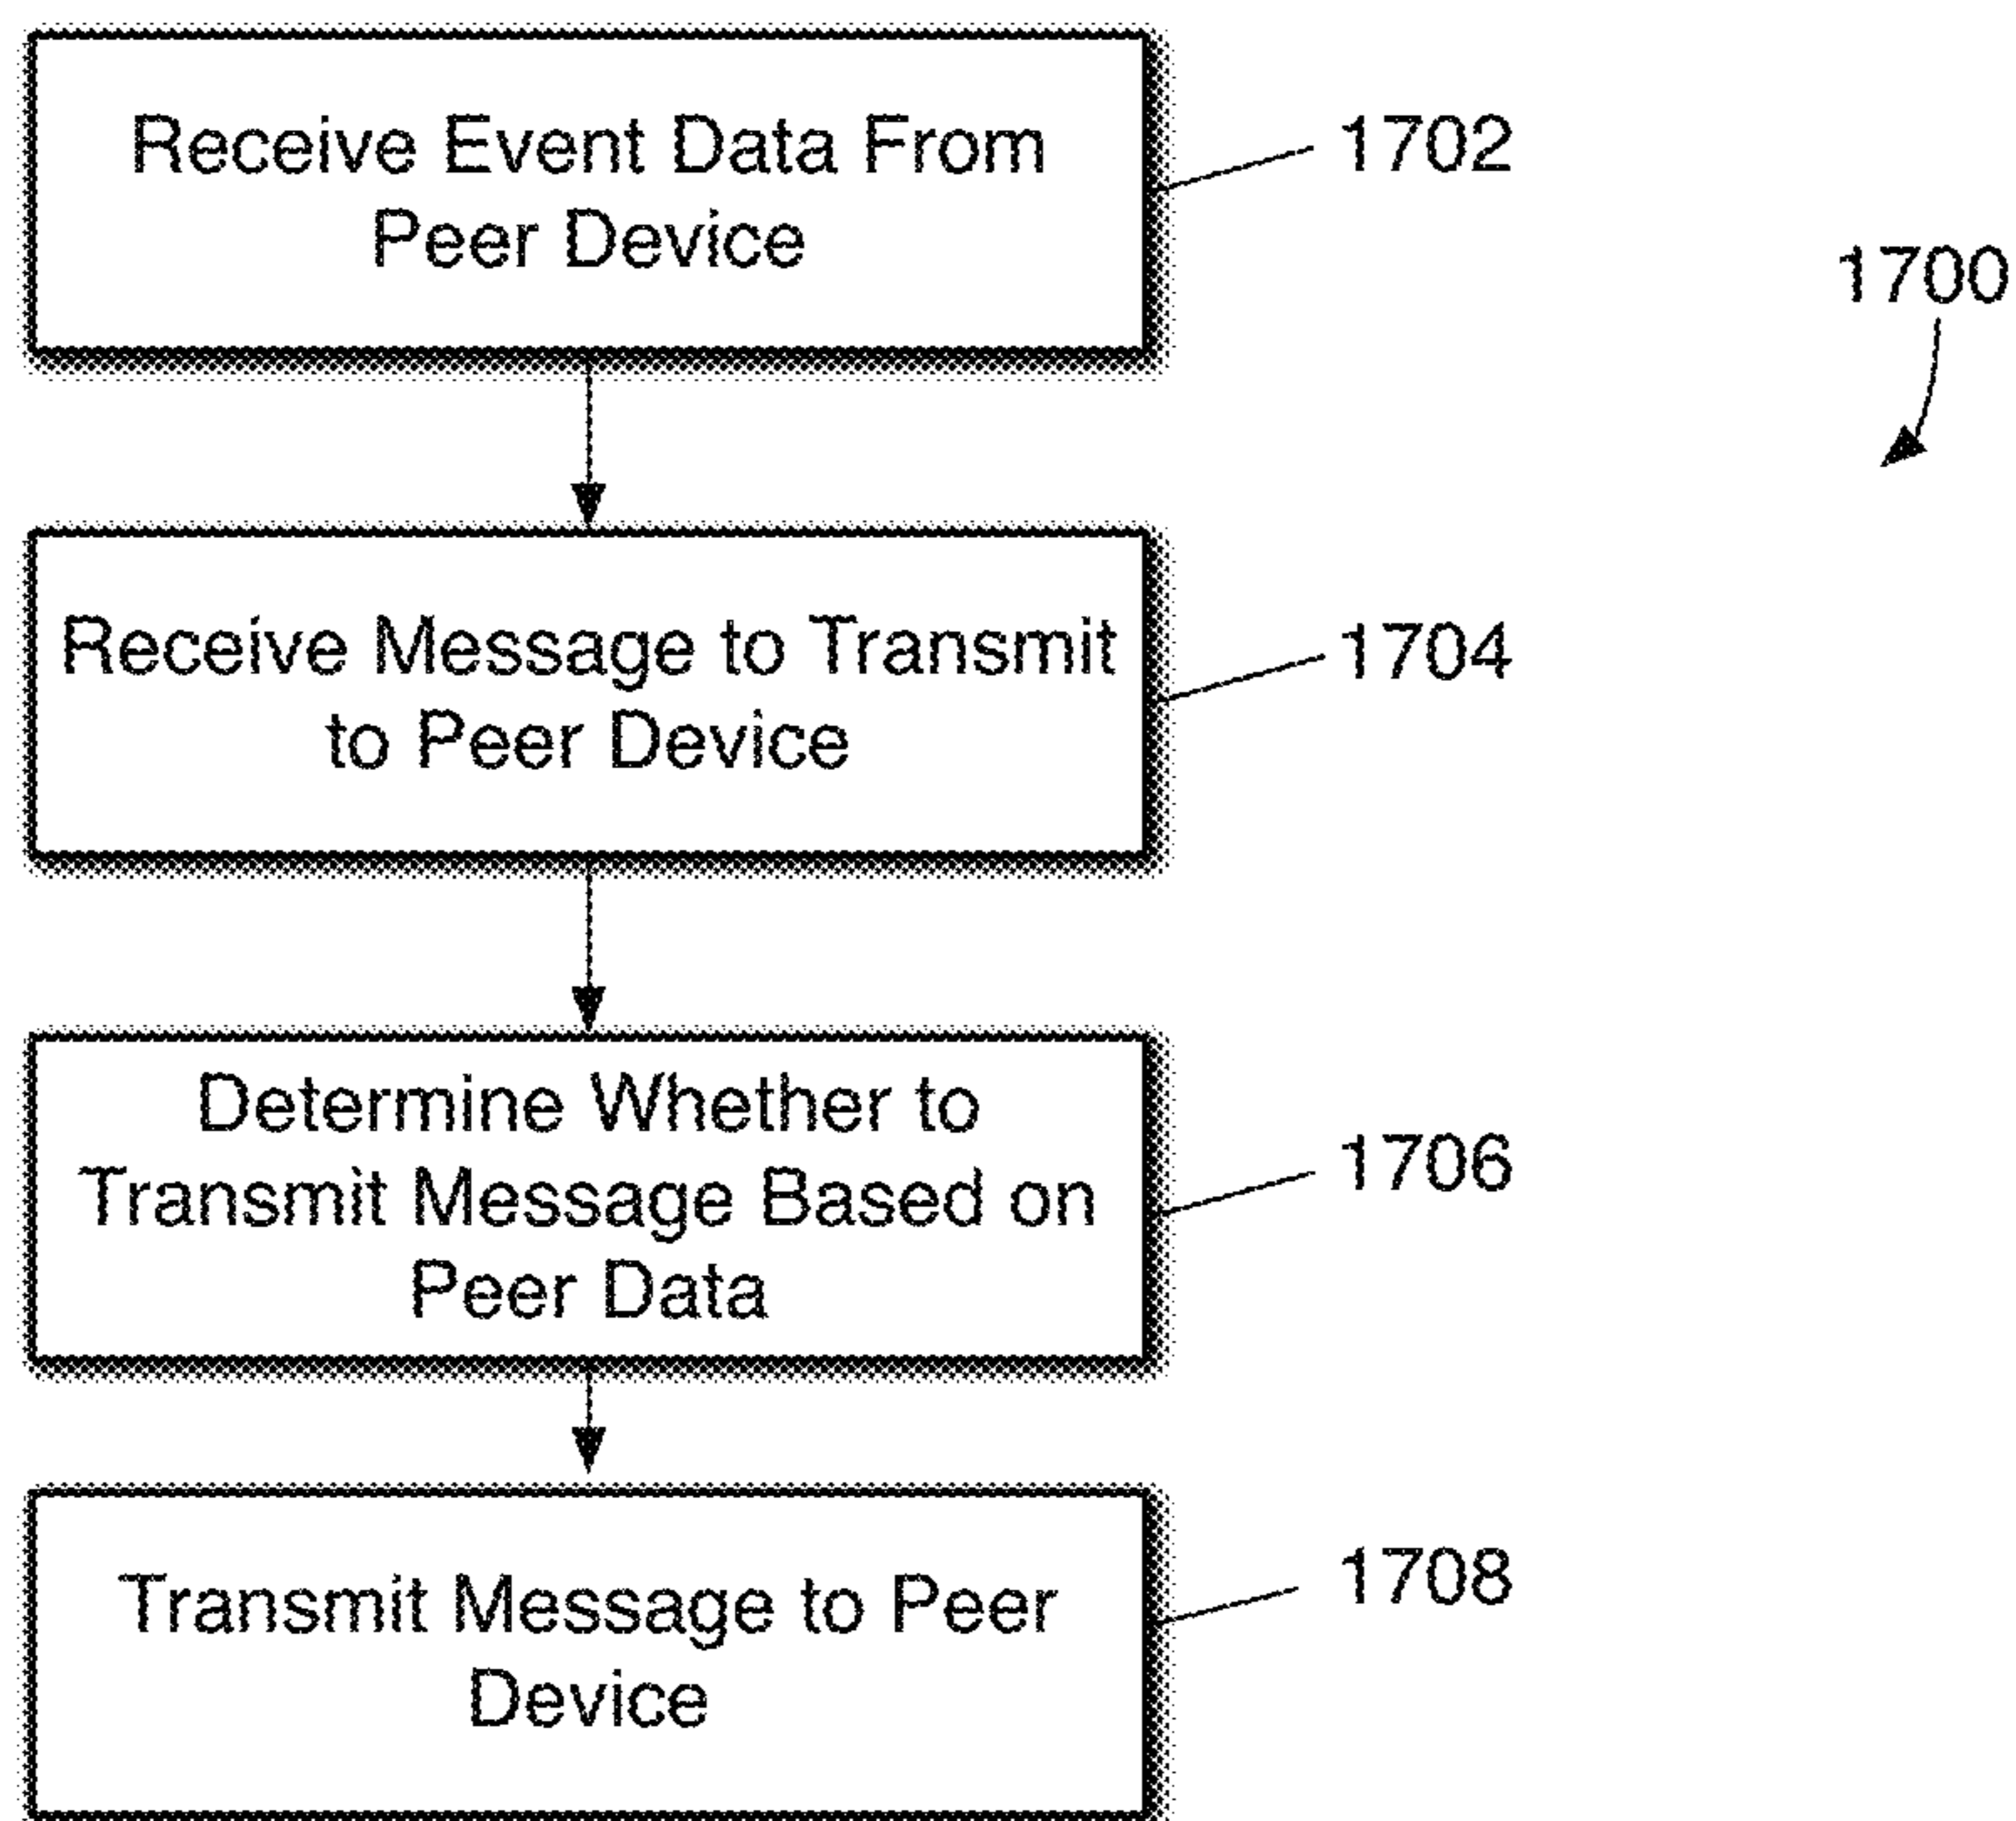 Receive Event Data From
Peer Device
1702
1700
Receive Message to Transmit
to Peer Device
1704
Determine Whether to
Transmit Message Based on
Peer Data
1706
Transmit Message to Peer
Device
1708